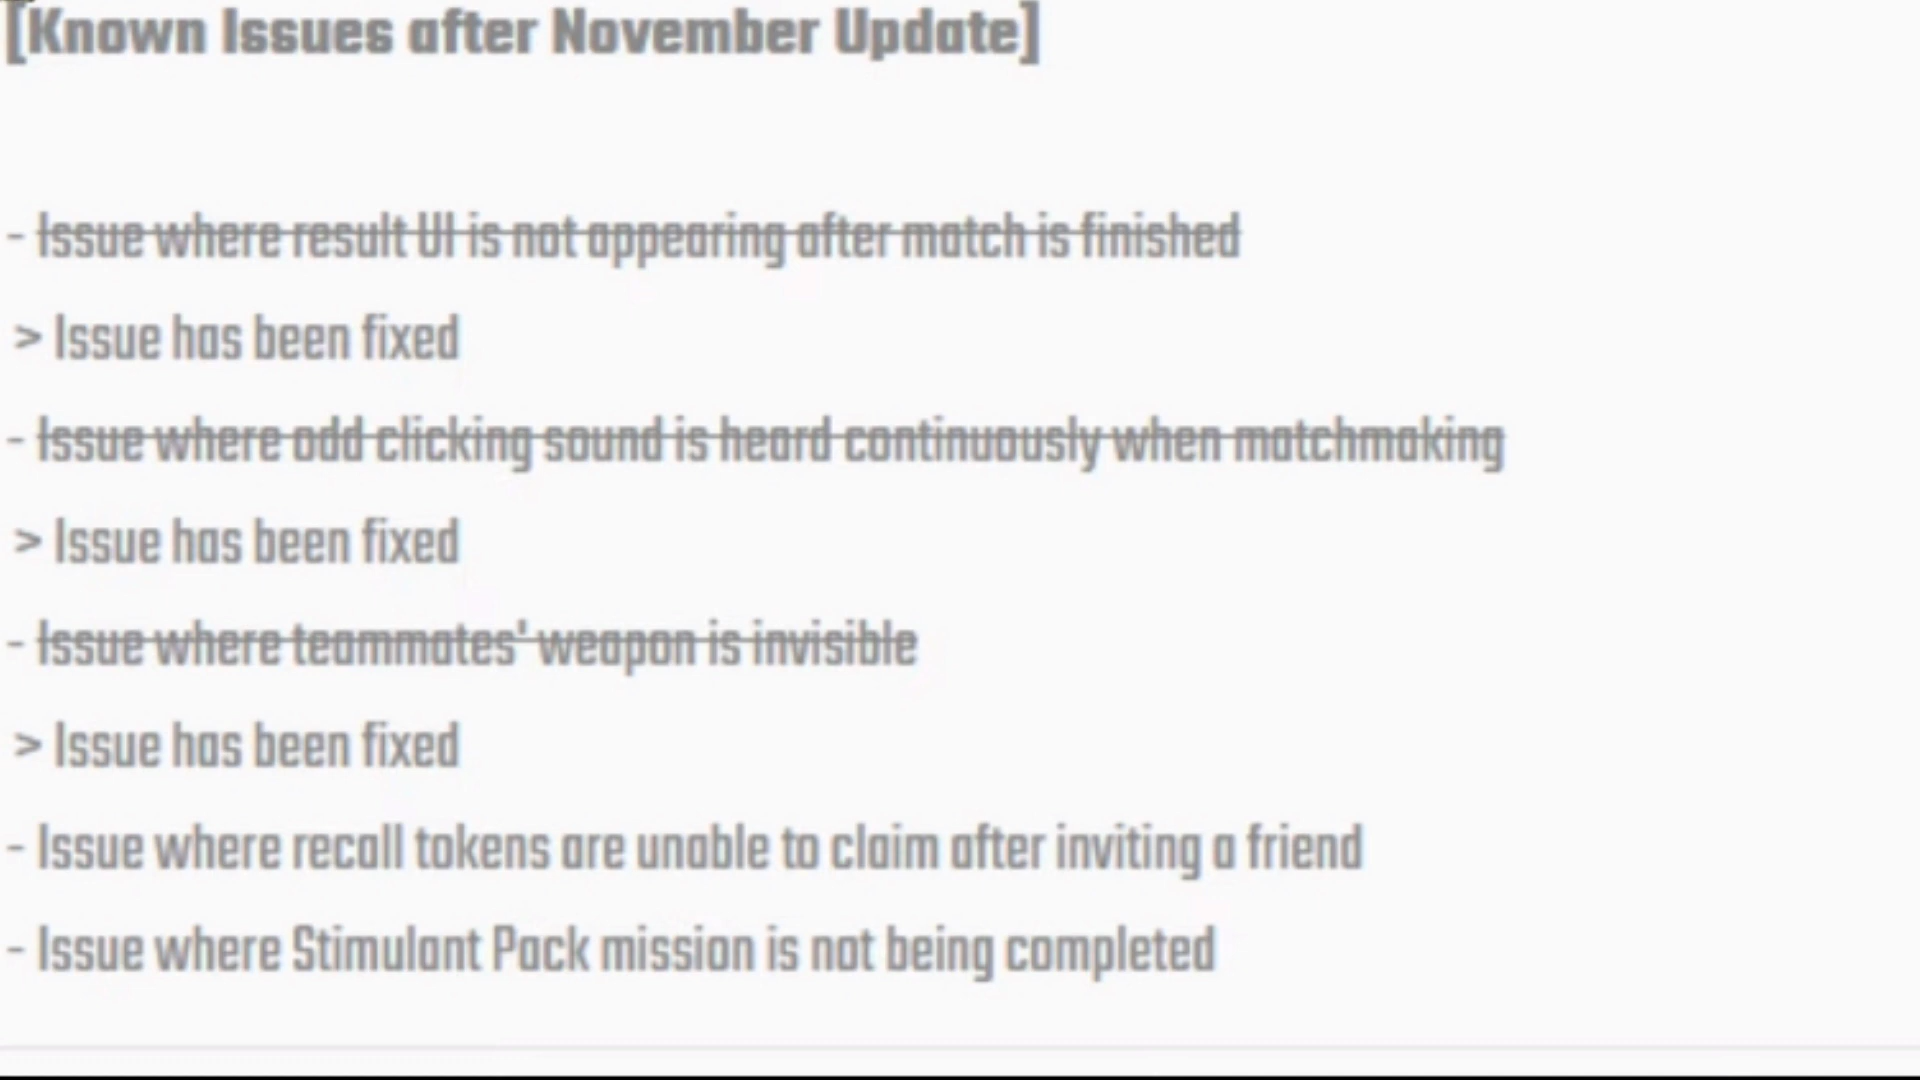 [Known Issues after November Update]
- Issue where result UI is not appearing after match is finished
> Issue has been fixed
- Issue where odd clicking sound is heard continuously when matchmaking
> Issue has been fixed
- Issue where teammates' weapon is invisible
> Issue has been fixed
- Issue where recall tokens are unable to claim after inviting a friend
- Issue where Stimulant Pack mission is not being completed